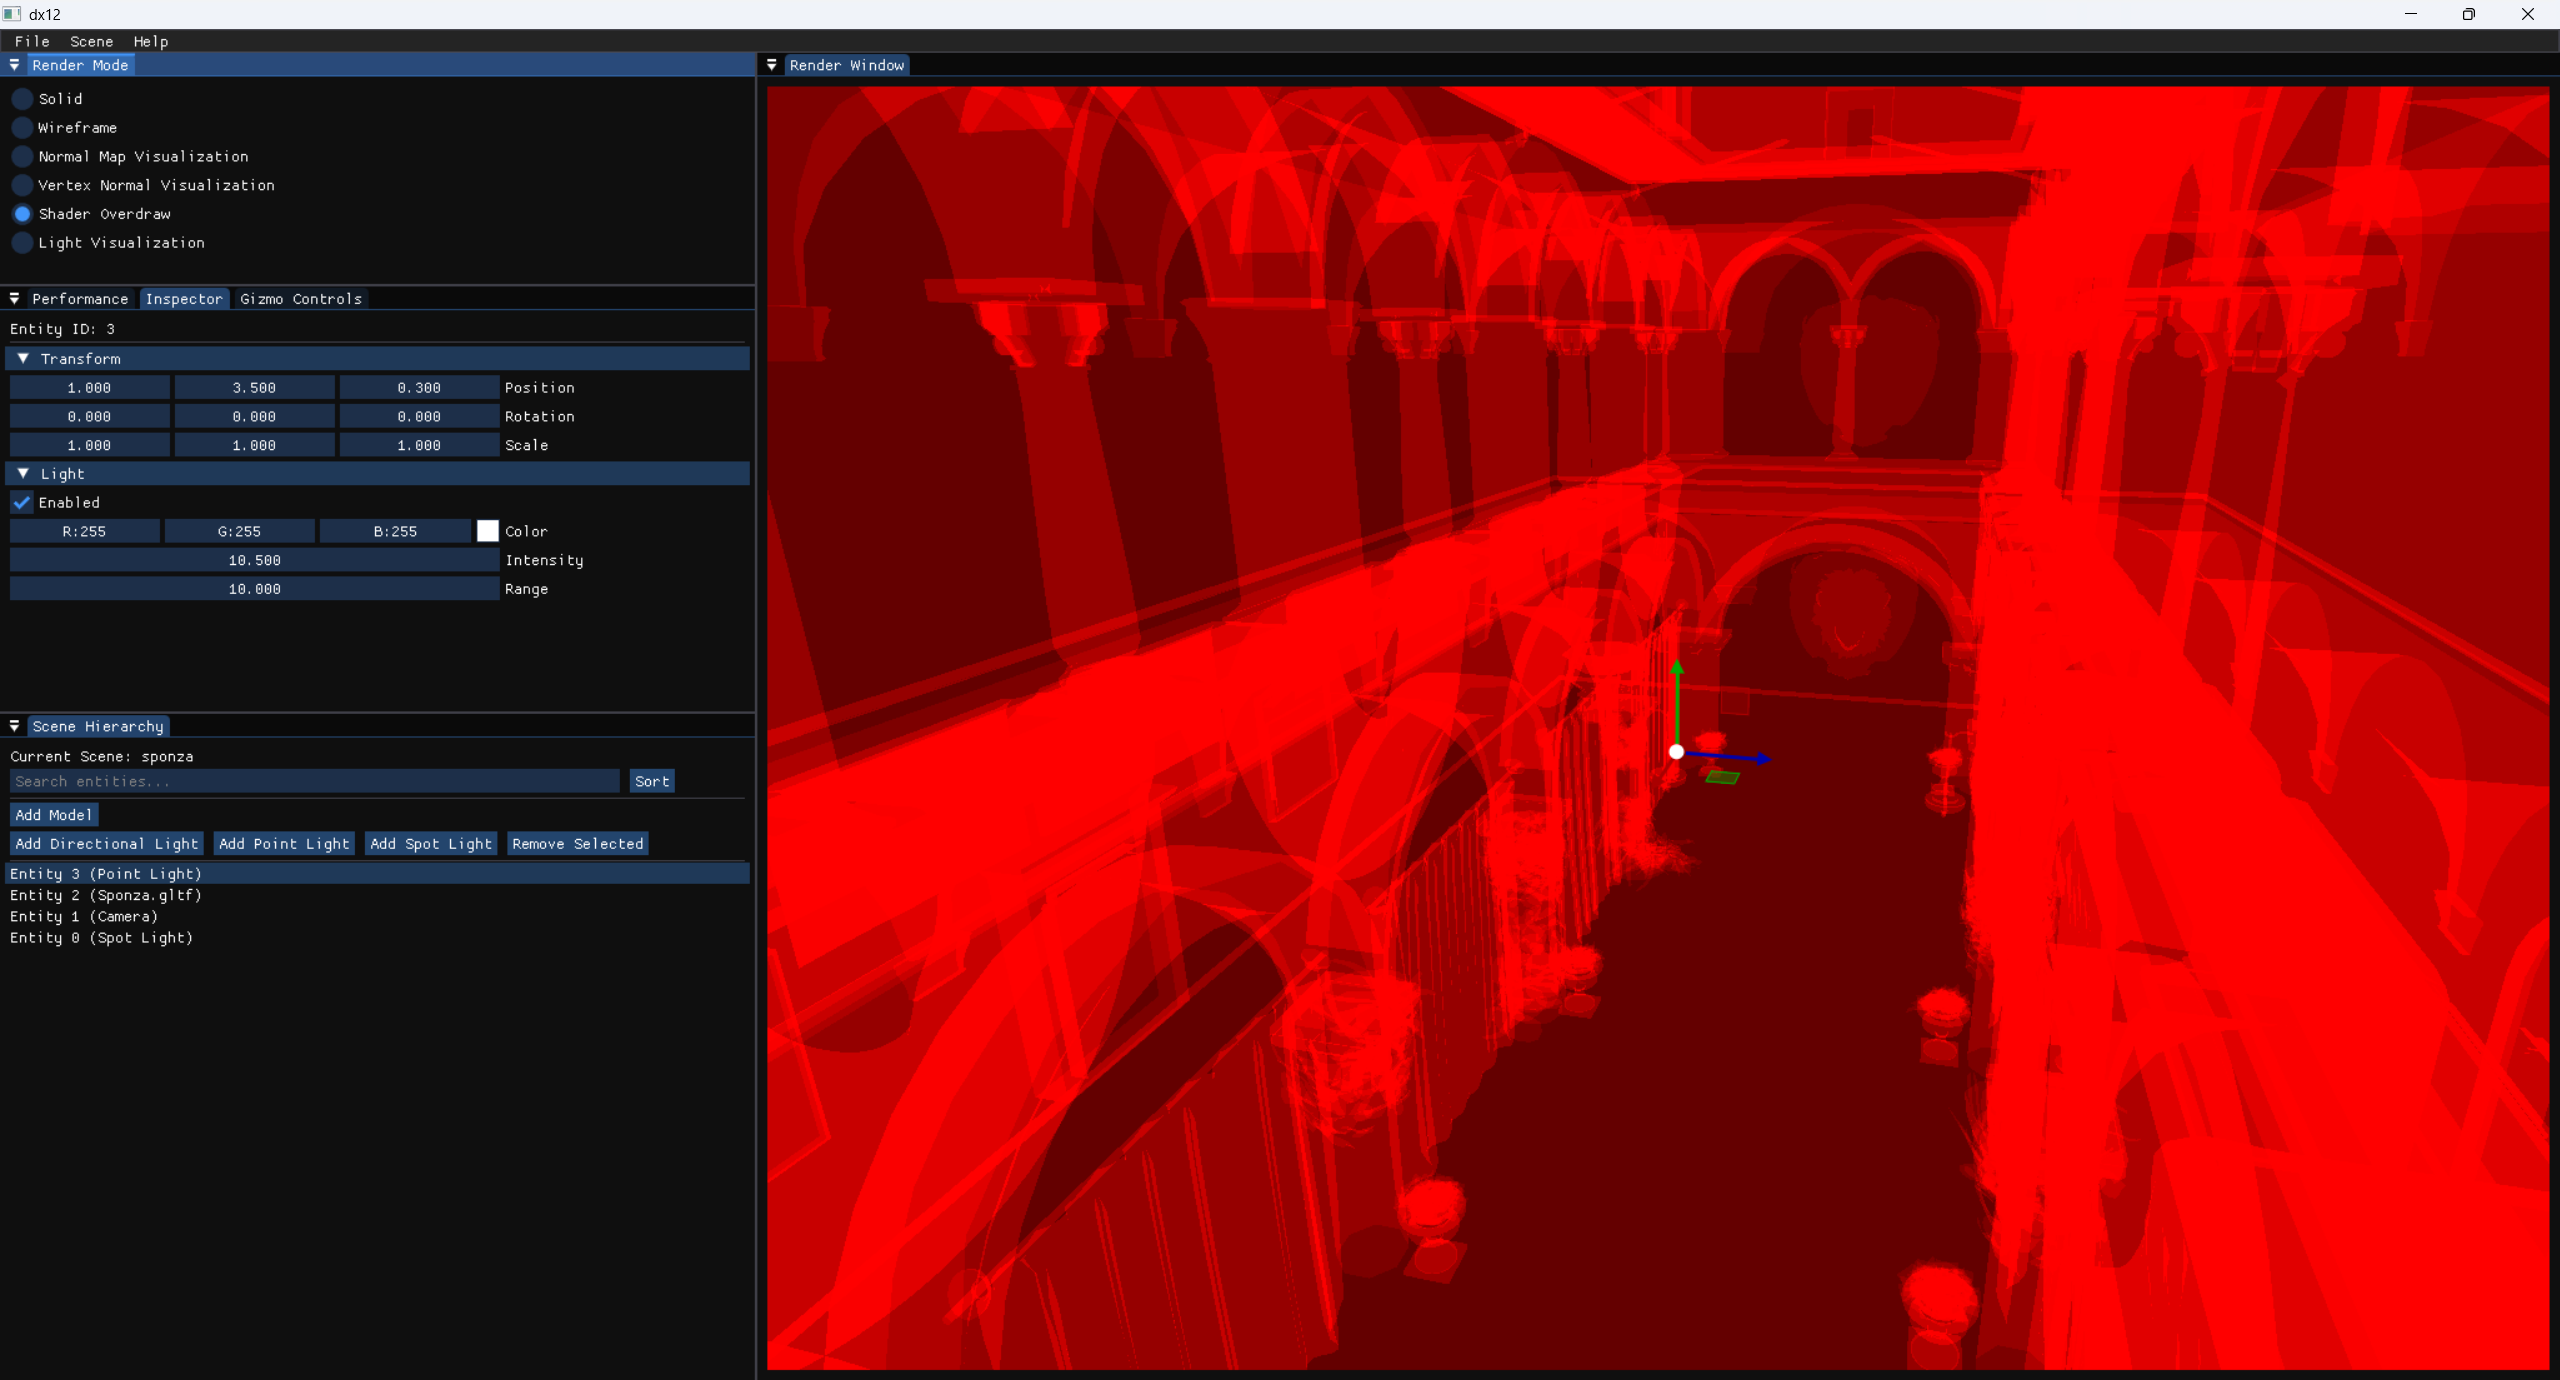 dx12
File Scene Help
Render Mode
Solid
Wireframe
Normal Map Visualization
Vertex Normal Visualization
Shader Overdraw
Light Visualization
Performance Inspector Gizmo Controls
Entity ID: 3
Transform
1.000 3.500 0.300 Position
0.000 0.000 0.000 Rotation
1.000 1.000 1.000 Scale
Light
Enabled
R:255 G:255 B:255 Color
10.500 Intensity
10.000 Range
Scene Hierarchy
Current Scene: sponza
Search entities... Sort
Add Model
Add Directional Light Add Point Light Add Spot Light Remove Selected
Entity 3 (Point Light)
Entity 2 (Sponza.gltf)
Entity 1 (Camera)
Entity 0 (Spot Light)
Render Window